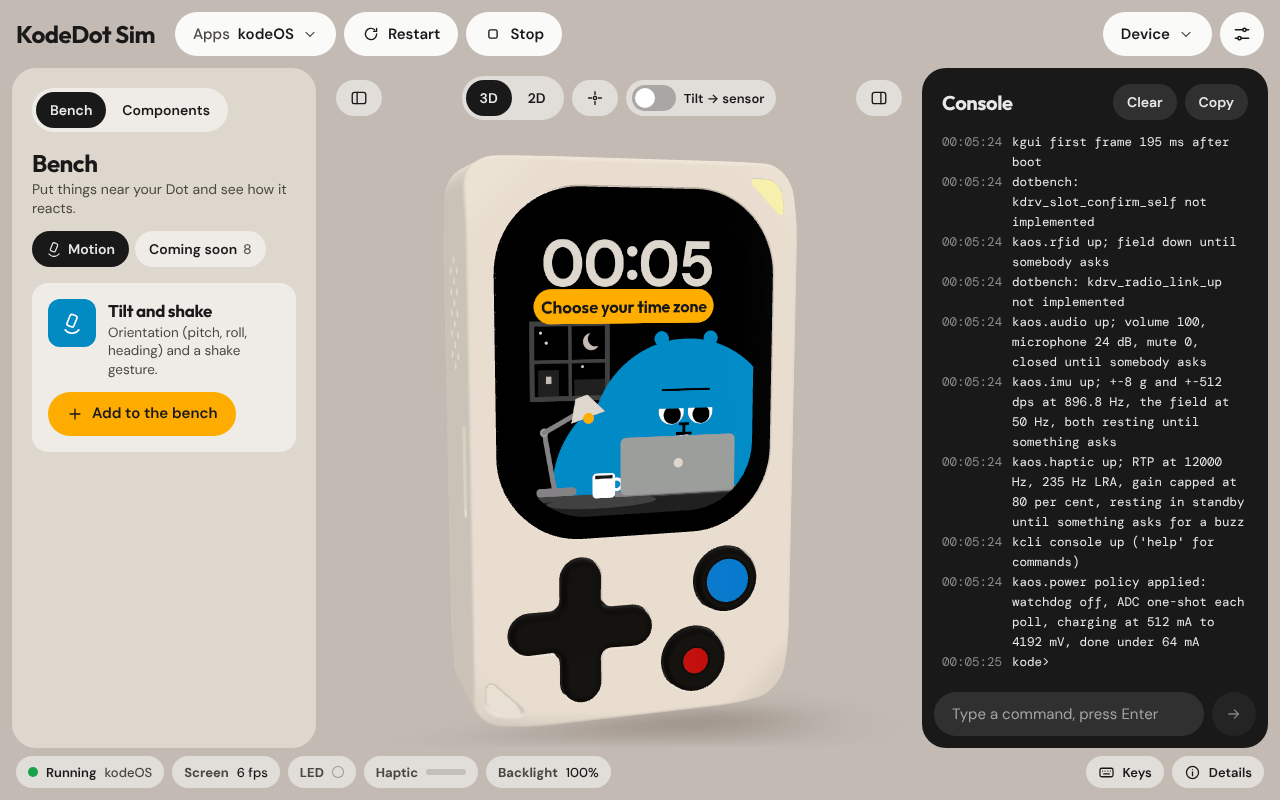 KodeDot Sim
Apps kodeOS
Restart
Stop
Device
Bench
Components
Bench
Put things near your Dot and see how it
reacts.
Motion
Coming soon 8
Tilt and shake
Orientation (pitch, roll,
heading) and a shake
gesture.
Add to the bench
3D
2D
Tilt → sensor
00:05
Choose your time zone
Console
Clear
Copy
00:05:24 kgui first frame 195 ms after
boot
00:05:24 dotbench:
kdrv_slot_confirm_self not
implemented
00:05:24 kaos.rfid up; field down until
somebody asks
00:05:24 dotbench: kdrv_radio_link_up
not implemented
00:05:24 kaos.audio up; volume 100,
microphone 24 dB, mute 0,
closed until somebody asks
00:05:24 kaos.imu up; +-8 g and +-512
dps at 896.8 Hz, the field at
50 Hz, both resting until
something asks
00:05:24 kaos.haptic up; RTP at 12000
Hz, 235 Hz LRA, gain capped at
80 per cent, resting in standby
until something asks for a buzz
00:05:24 kcli console up ('help' for
commands)
00:05:24 kaos.power policy applied:
watchdog off, ADC one-shot each
poll, charging at 512 mA to
4192 mV, done under 64 mA
00:05:25 kode>
Type a command, press Enter
Running kodeOS
Screen 6 fps
LED
Haptic
Backlight 100%
Keys
Details